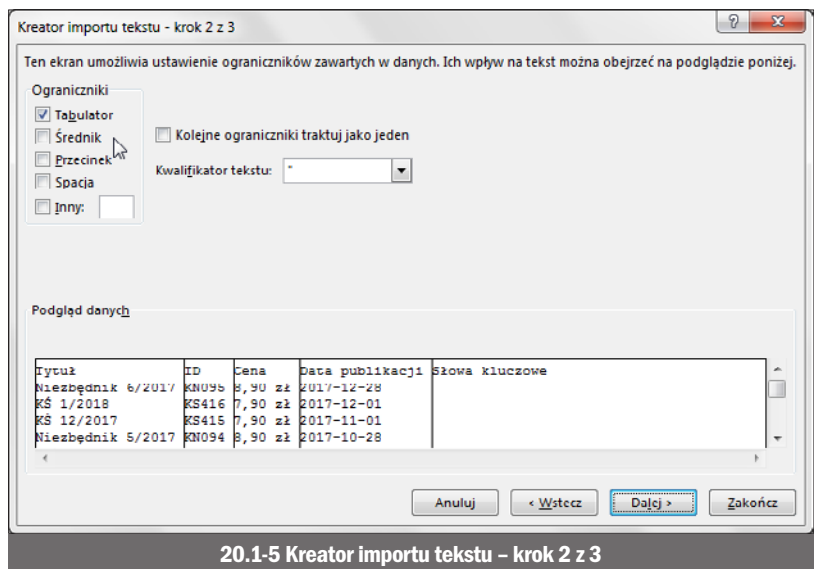 Kreator importu tekstu - krok 2 z 3
Ten ekran umożliwia ustawienie ograniczników zawartych w danych. Ich wpływ na tekst można obejrzeć na podglądzie poniżej.
Ograniczniki
Tabulator
Średnik
Przecinek
Spacja
Inny:
Kolejne ograniczniki traktuj jako jeden
Kwalifikator tekstu: "
Podgląd danych
Tytuł ID Cena Data publikacji Słowa kluczowe
Niezbędnik 6/2017 KN095 8,90 zł 2017-12-28
KŚ 1/2018 KS416 7,90 zł 2017-12-01
KŚ 12/2017 KS415 7,90 zł 2017-11-01
Niezbędnik 5/2017 KN094 8,90 zł 2017-10-28
Anuluj < Wstecz Dalej > Zakończ
20.1-5 Kreator importu tekstu – krok 2 z 3